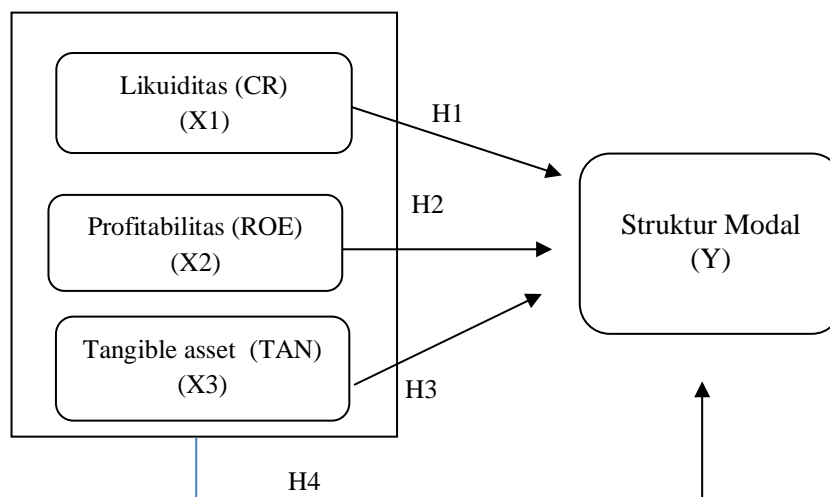 Likuiditas (CR)
(X1)
H1
Profitabilitas (ROE)
(X2)
H2
Struktur Modal
(Y)
Tangible asset  (TAN)
(X3)
H3
H4